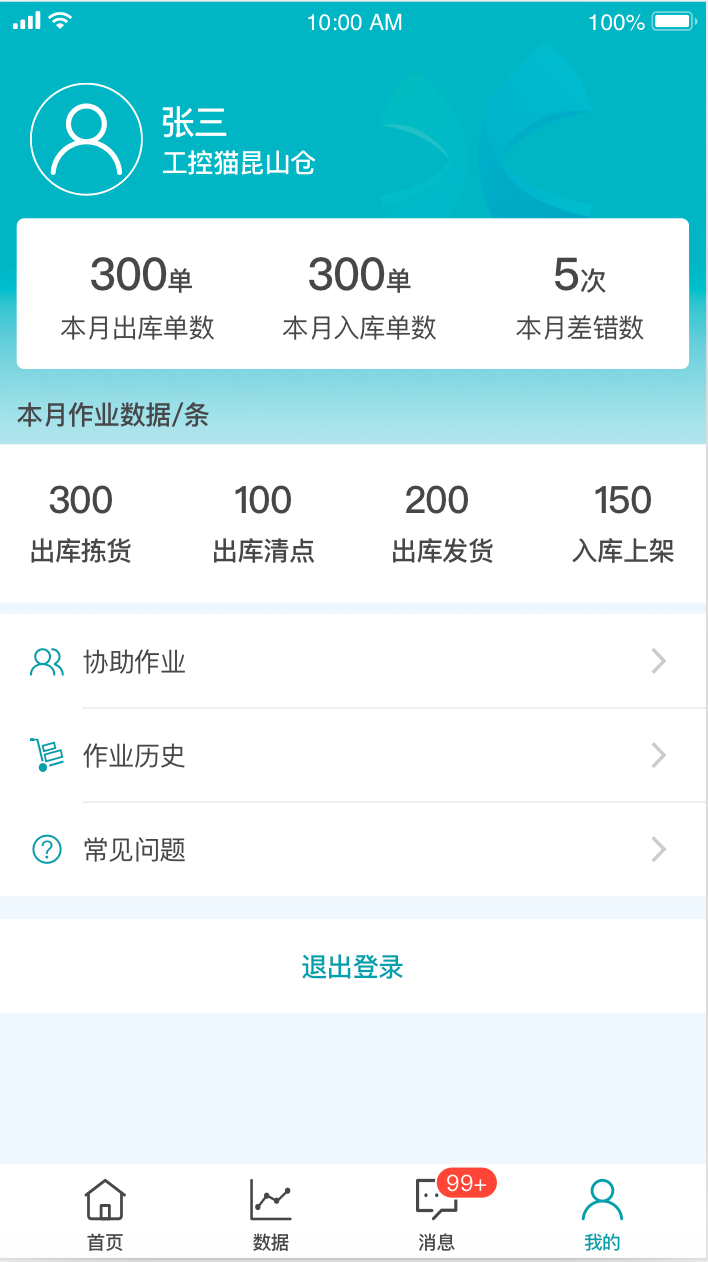 10:00 AM 100%
张三
工控猫昆山仓
300单 300单 5次
本月出库单数 本月入库单数 本月差错数
本月作业数据/条
300 100 200 150
出库拣货 出库清点 出库发货 入库上架
协助作业
作业历史
? 常见问题
退出登录
99+
首页 数据 消息 我的